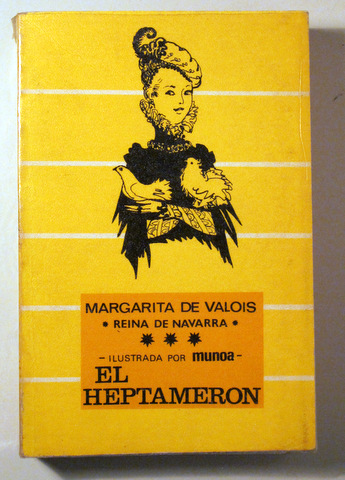 MARGARITA DE VALOIS
• REINA DE NAVARRA •
✷ ✷ ✷
– ILUSTRADA POR munoa –
EL
HEPTAMERON